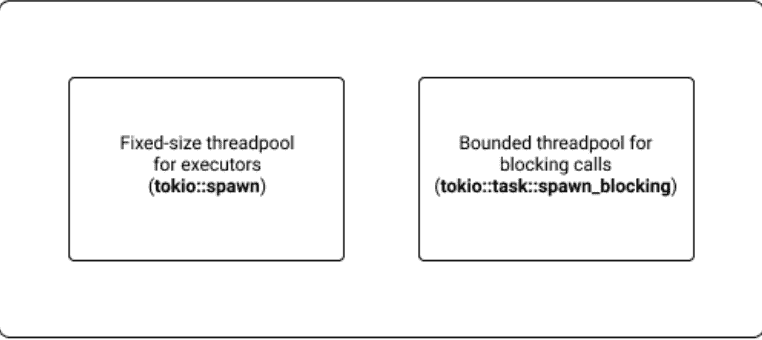 Fixed-size threadpool
for executors
(tokio::spawn)
Bounded threadpool for
blocking calls
(tokio::task::spawn_blocking)